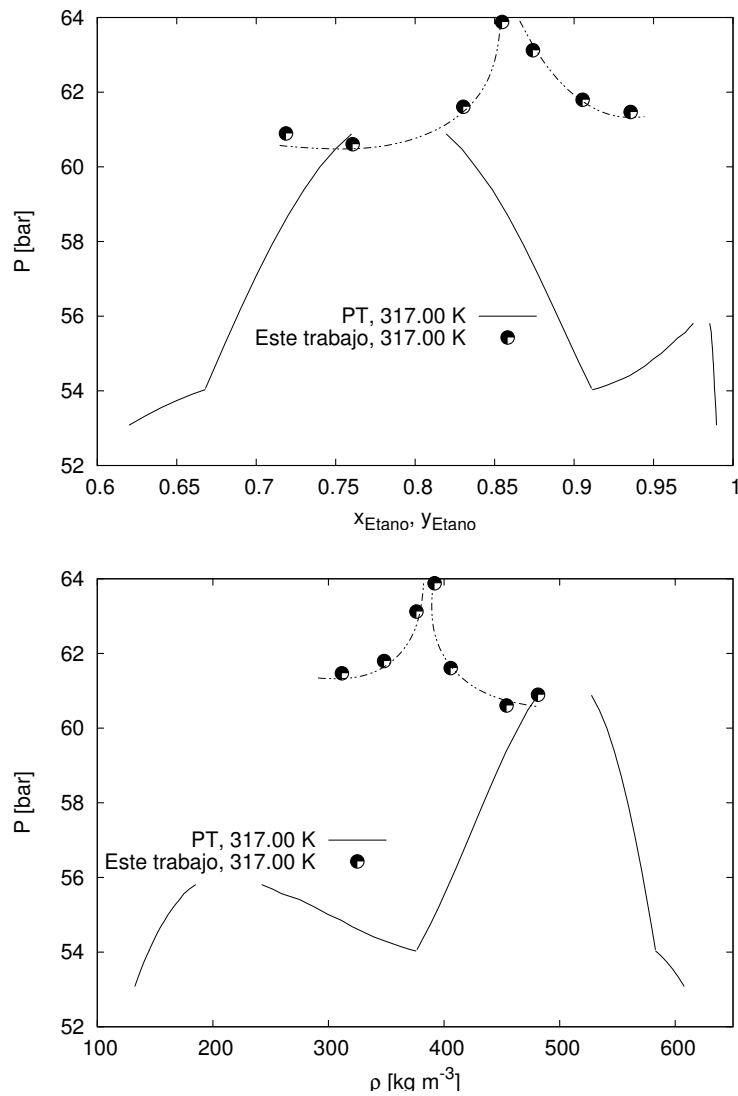 64
62
60
58
56
54
52
P [bar]
PT, 317.00 K
Este trabajo, 317.00 K
0.6 0.65 0.7 0.75 0.8 0.85 0.9 0.95 1
xEtano, yEtano
64
62
60
58
56
54
52
P [bar]
PT, 317.00 K
Este trabajo, 317.00 K
100 200 300 400 500 600
ρ [kg m-3]